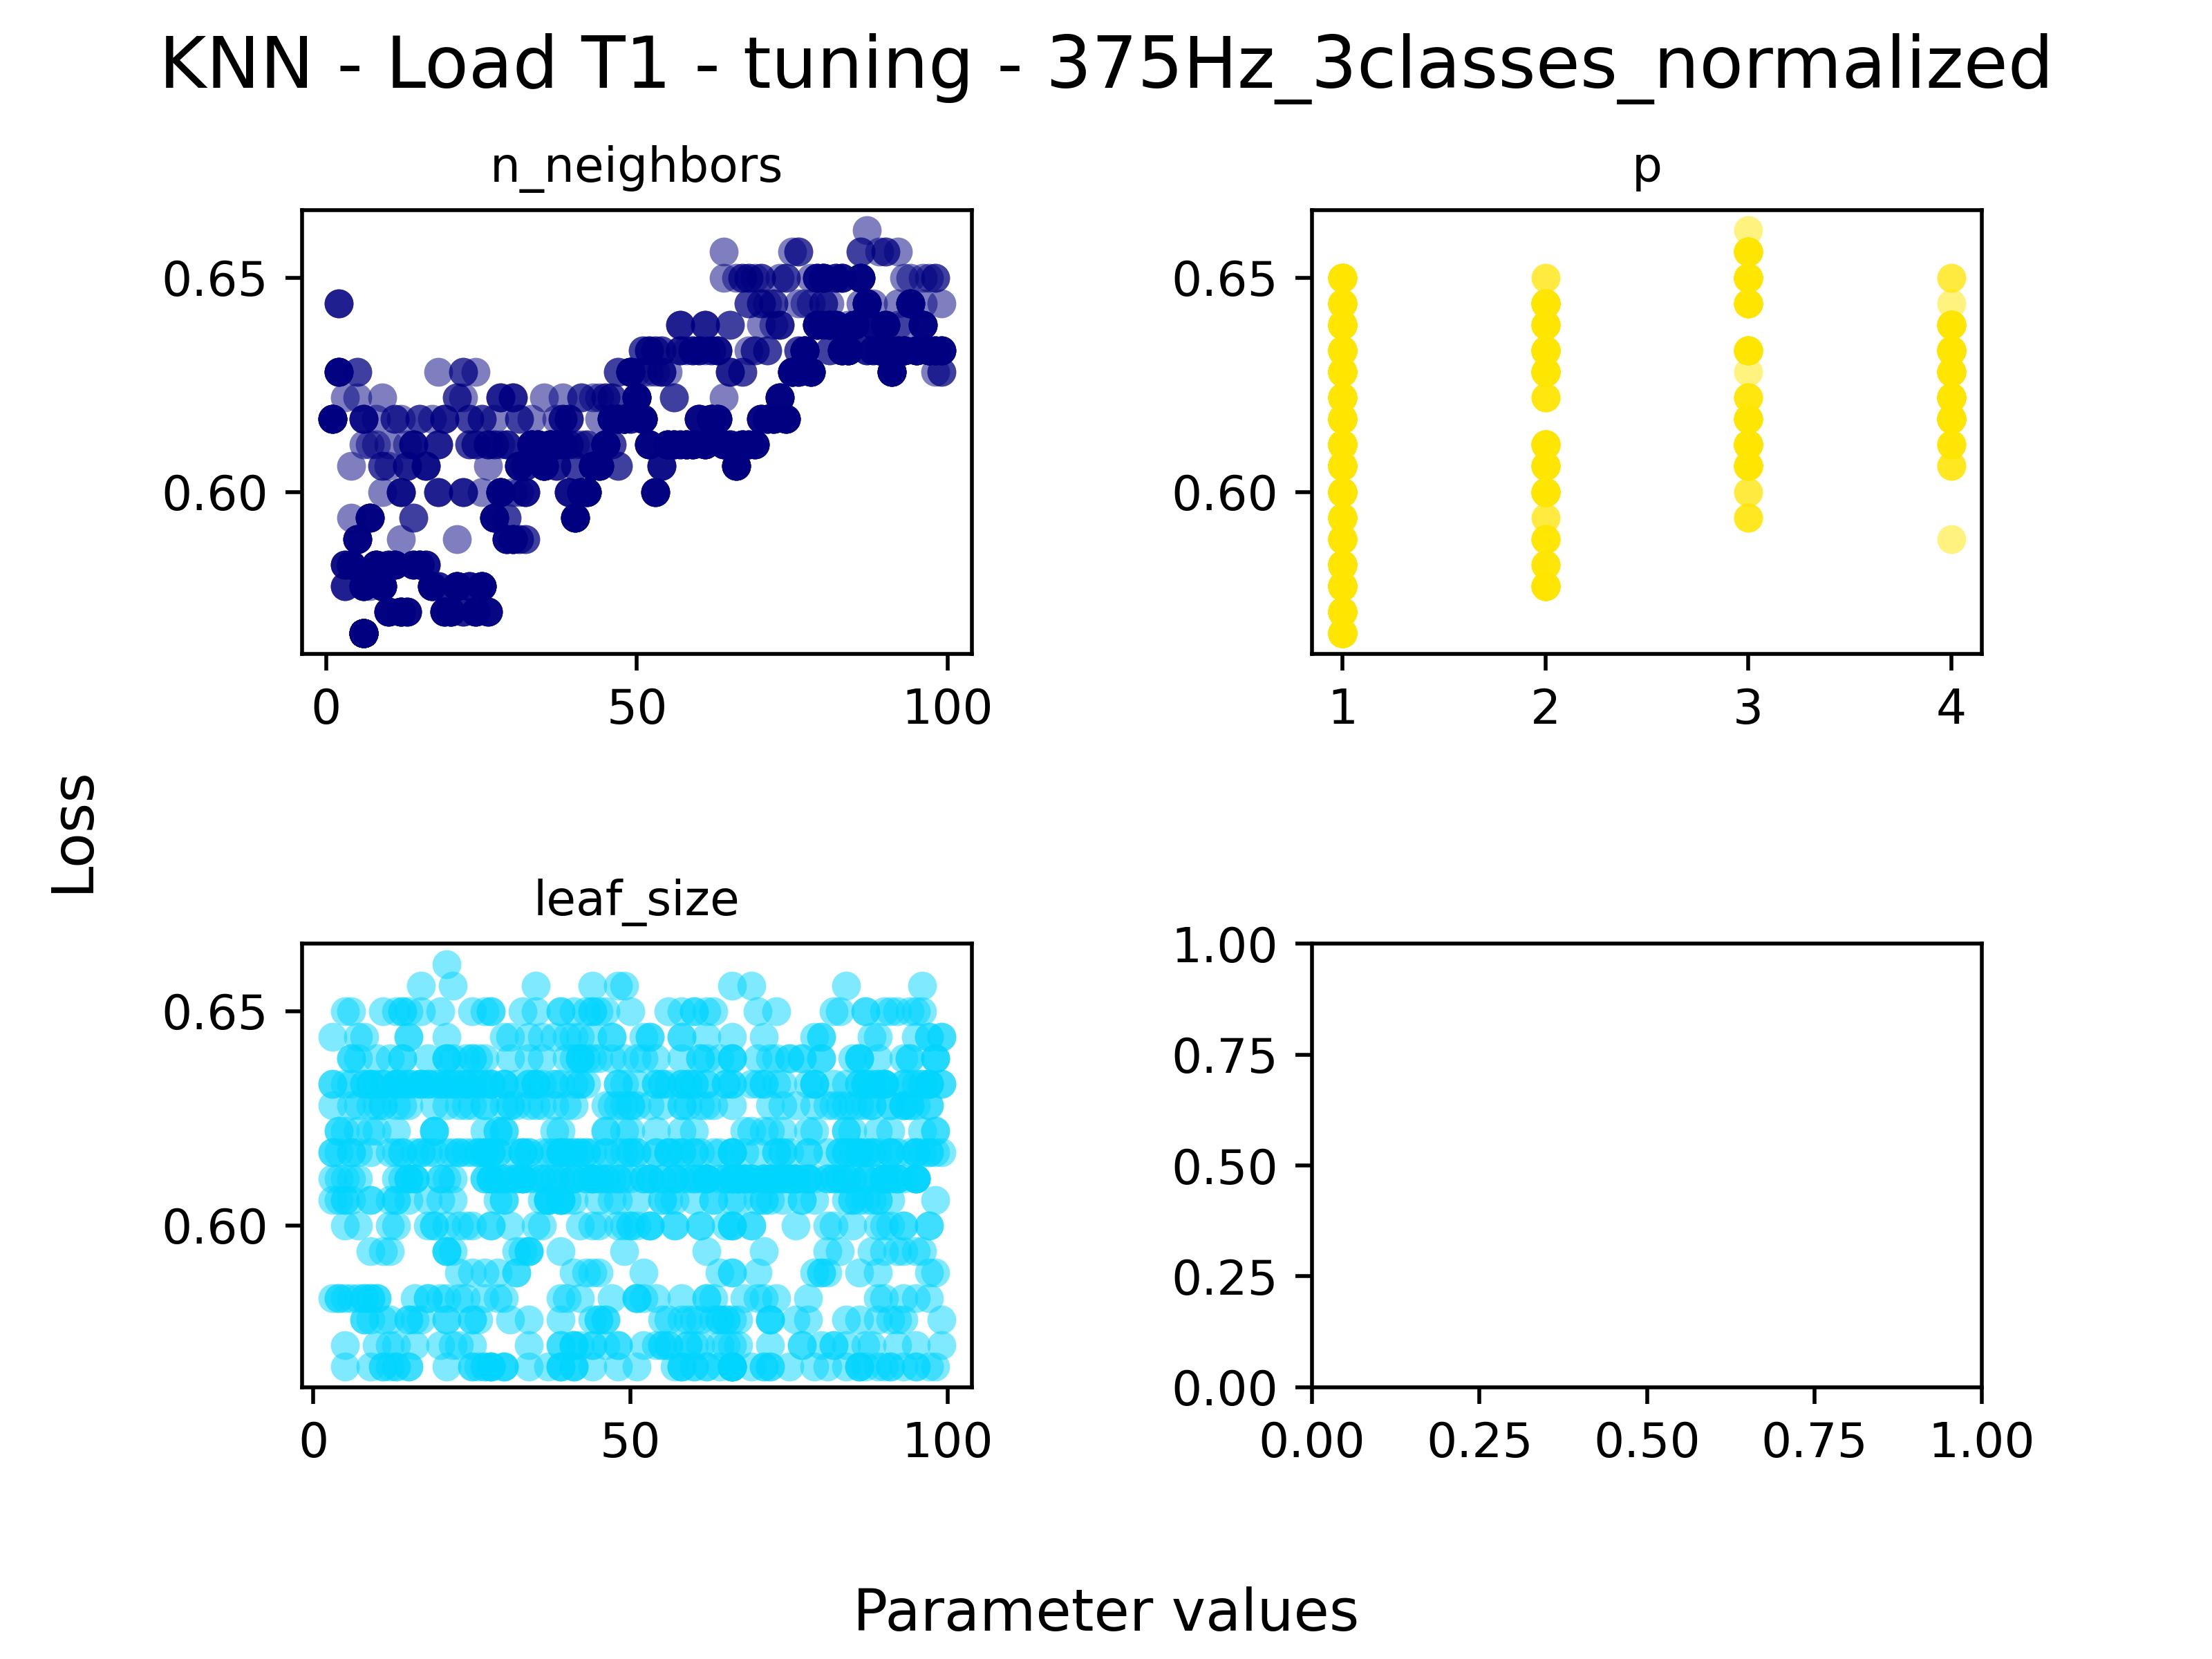 KNN - Load T1 - tuning - 375Hz_3classes_normalized
n_neighbors
0.65
0.60
0 50 100
p
0.65
0.60
1 2 3 4
Loss
leaf_size
0.65
0.60
0 50 100
1.00
0.75
0.50
0.25
0.00
0.00 0.25 0.50 0.75 1.00
Parameter values